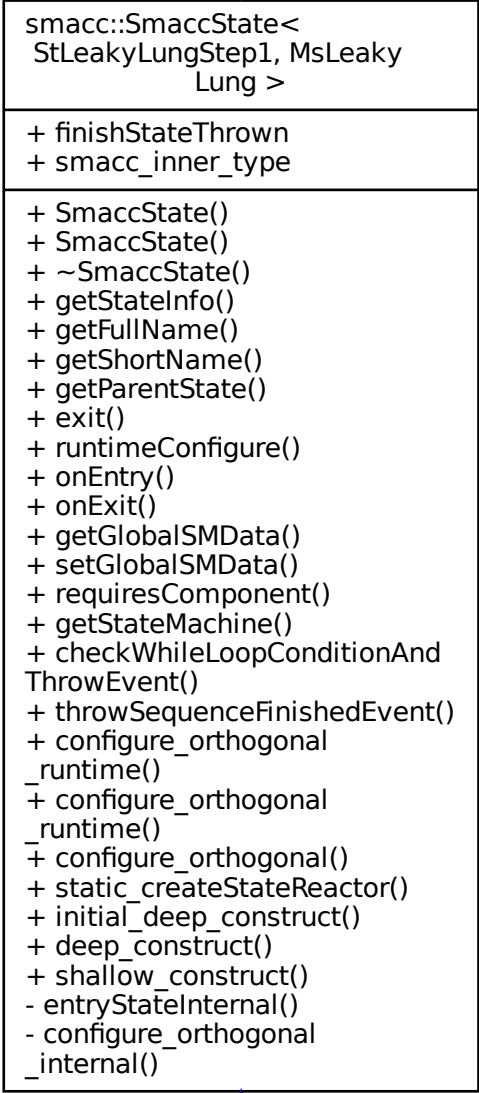 smacc::SmaccState<
StLeakyLungStep1, MsLeaky
Lung >
+ finishStateThrown
+ smacc_inner_type
+ SmaccState()
+ SmaccState()
+ ~SmaccState()
+ getStateInfo()
+ getFullName()
+ getShortName()
+ getParentState()
+ exit()
+ runtimeConfigure()
+ onEntry()
+ onExit()
+ getGlobalSMData()
+ setGlobalSMData()
+ requiresComponent()
+ getStateMachine()
+ checkWhileLoopConditionAnd
ThrowEvent()
+ throwSequenceFinishedEvent()
+ configure_orthogonal
_runtime()
+ configure_orthogonal
_runtime()
+ configure_orthogonal()
+ static_createStateReactor()
+ initial_deep_construct()
+ deep_construct()
+ shallow_construct()
- entryStateInternal()
- configure_orthogonal
_internal()